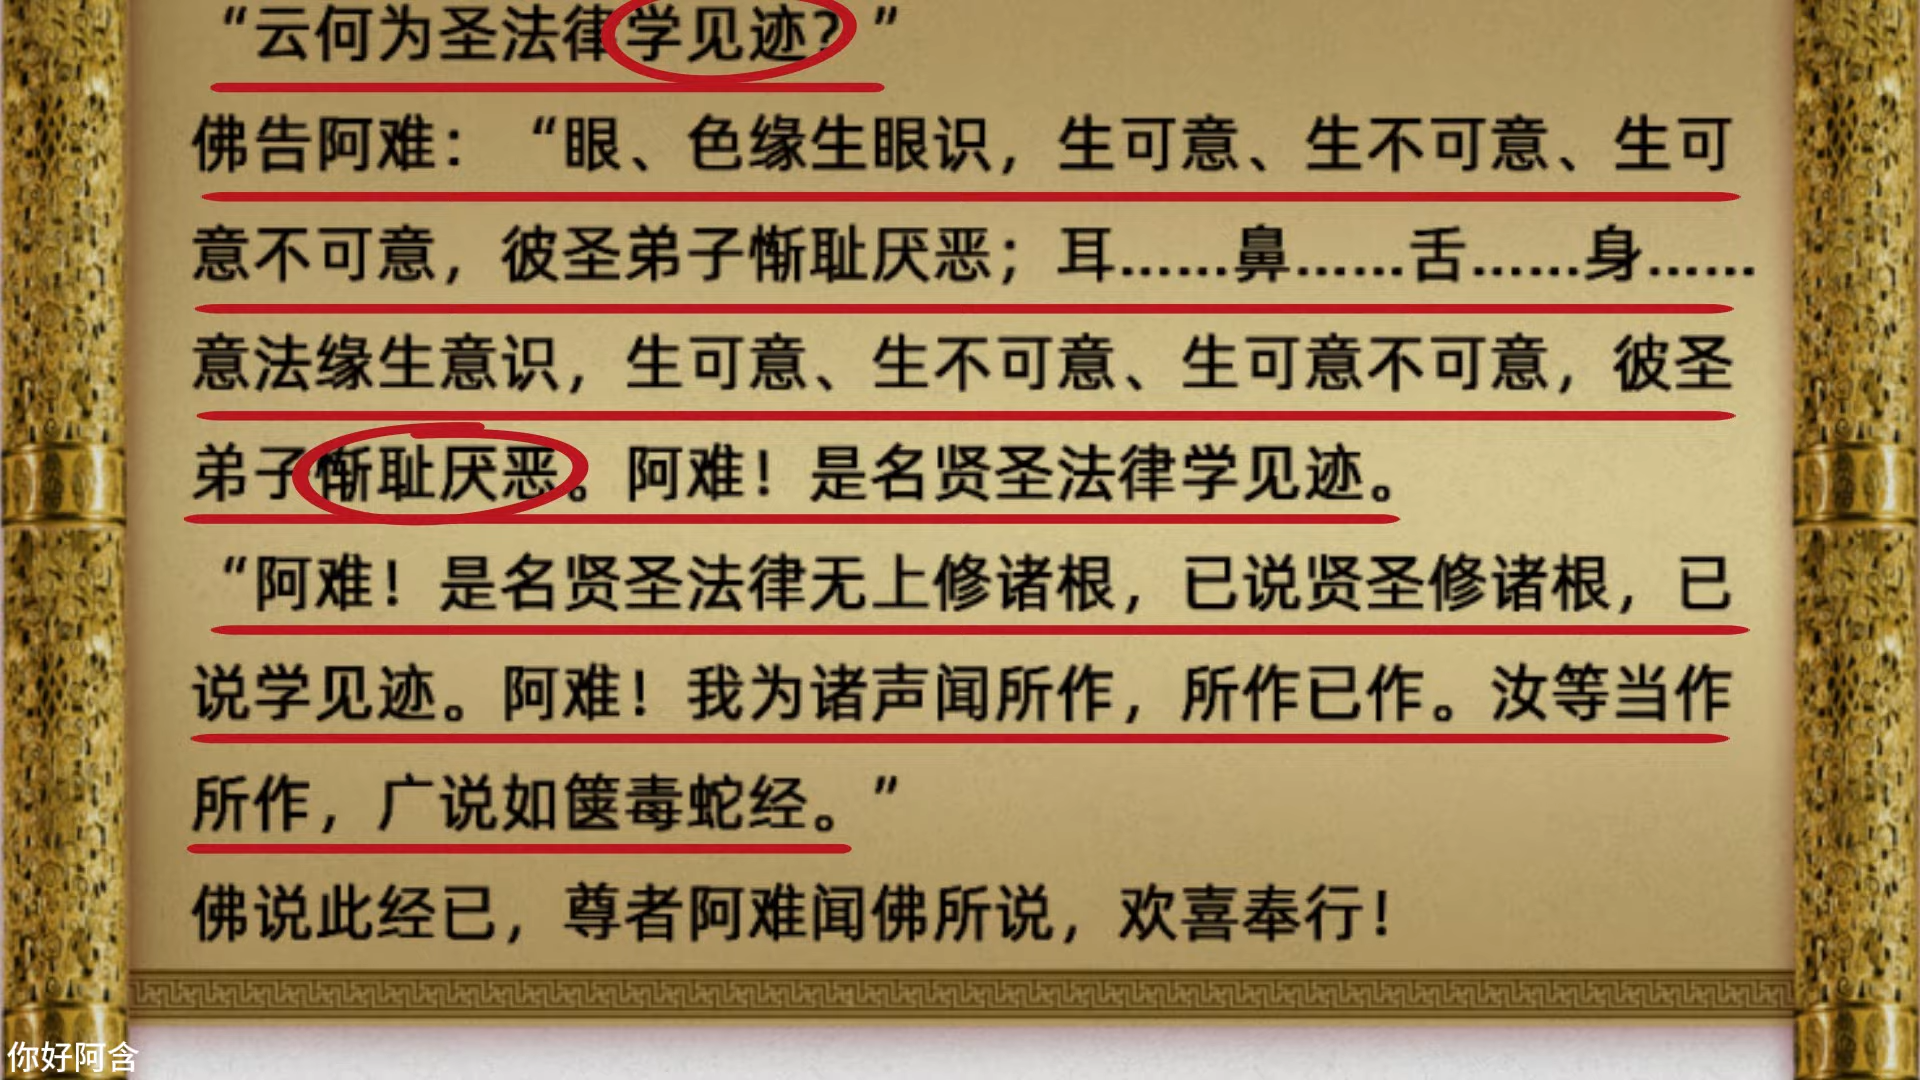 “云何为圣法律学见迹？”
佛告阿难：“眼、色缘生眼识，生可意、生不可意、生可
意不可意，彼圣弟子惭耻厌恶；耳……鼻……舌……身……
意法缘生意识，生可意、生不可意、生可意不可意，彼圣
弟子惭耻厌恶。阿难！是名贤圣法律学见迹。
“阿难！是名贤圣法律无上修诸根，已说贤圣修诸根，已
说学见迹。阿难！我为诸声闻所作，所作已作。汝等当作
所作，广说如箧毒蛇经。”
佛说此经已，尊者阿难闻佛所说，欢喜奉行！
你好阿含